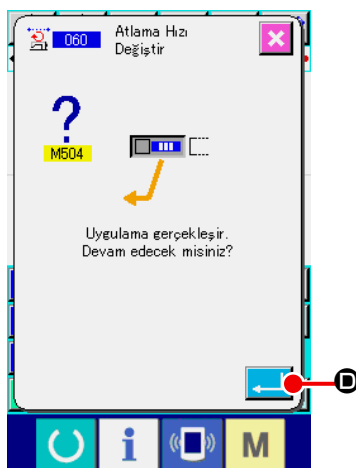 060
Atlama Hızı
Değiştir
?
M504
Uygulama gerçekleşir.
Devam edecek misiniz?
D
i
M